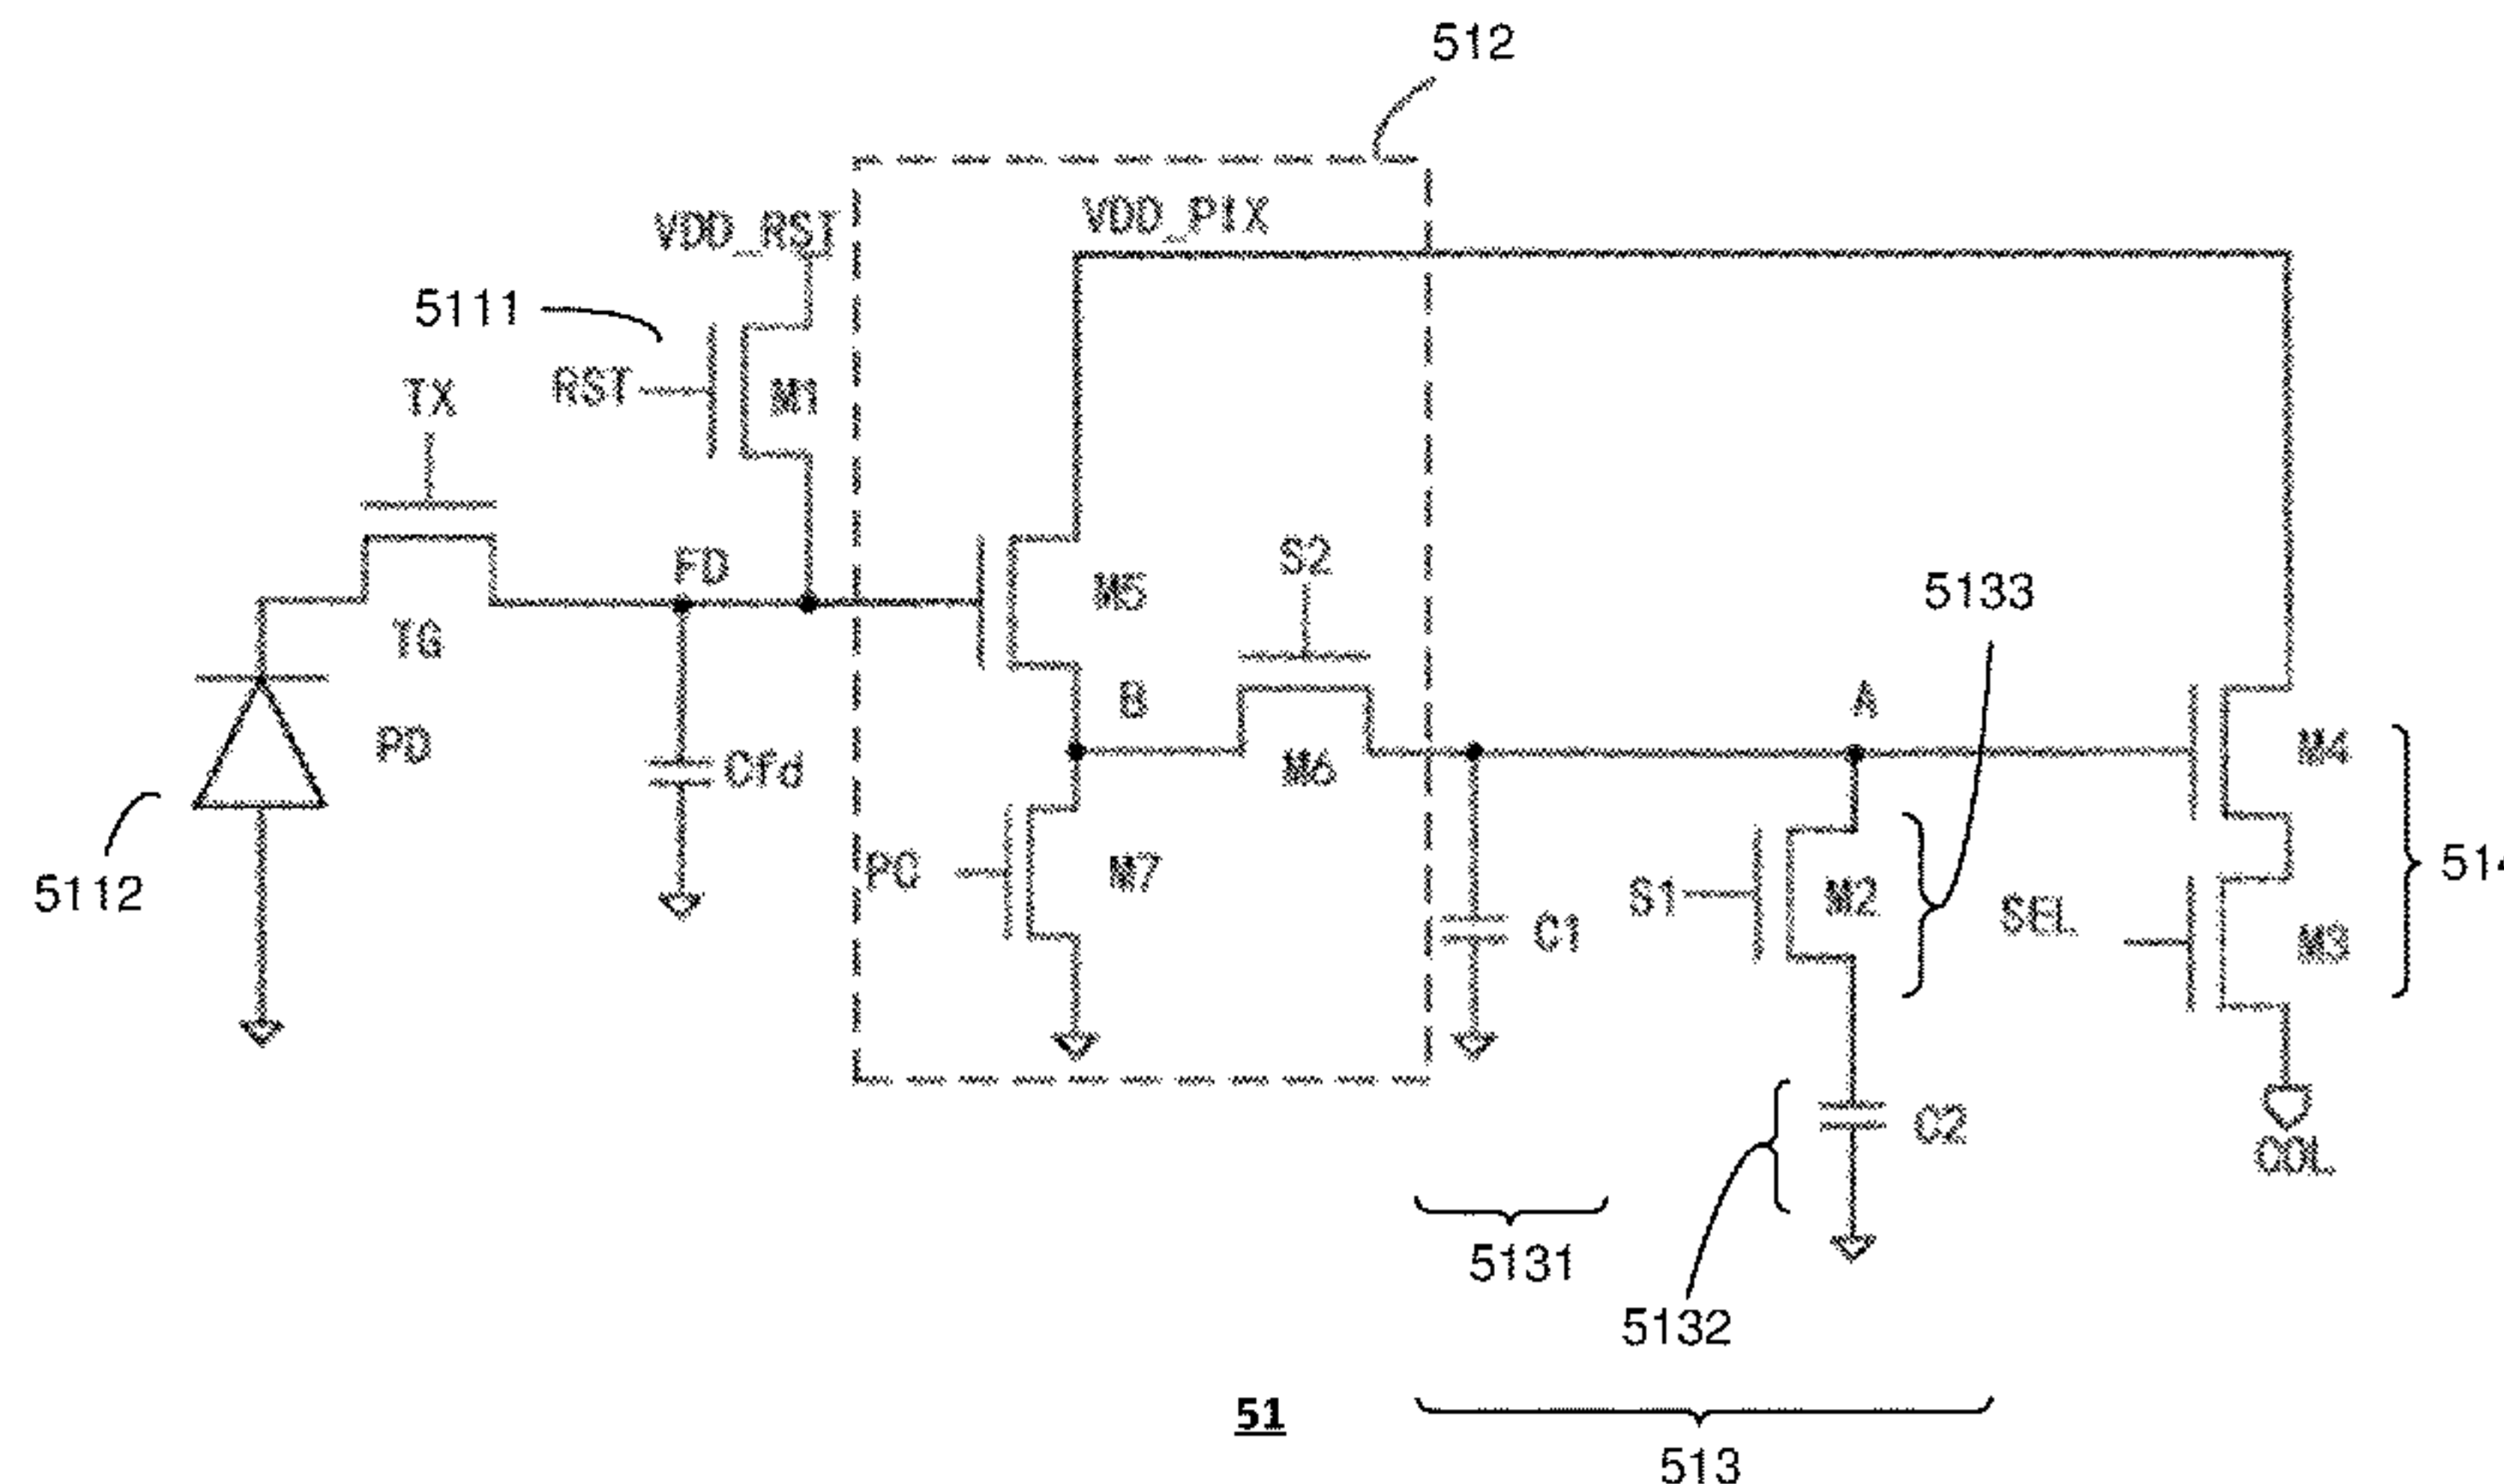 512
VDD_RST
VDD_PIX
5111
TX
RST
M1
FD
S2
M5
5133
TG
B
A
PD
Cfd
M6
M4
5112
PC
M7
S1
M2
C1
SEL
M3
514
C2
COL
5131
5132
51
513